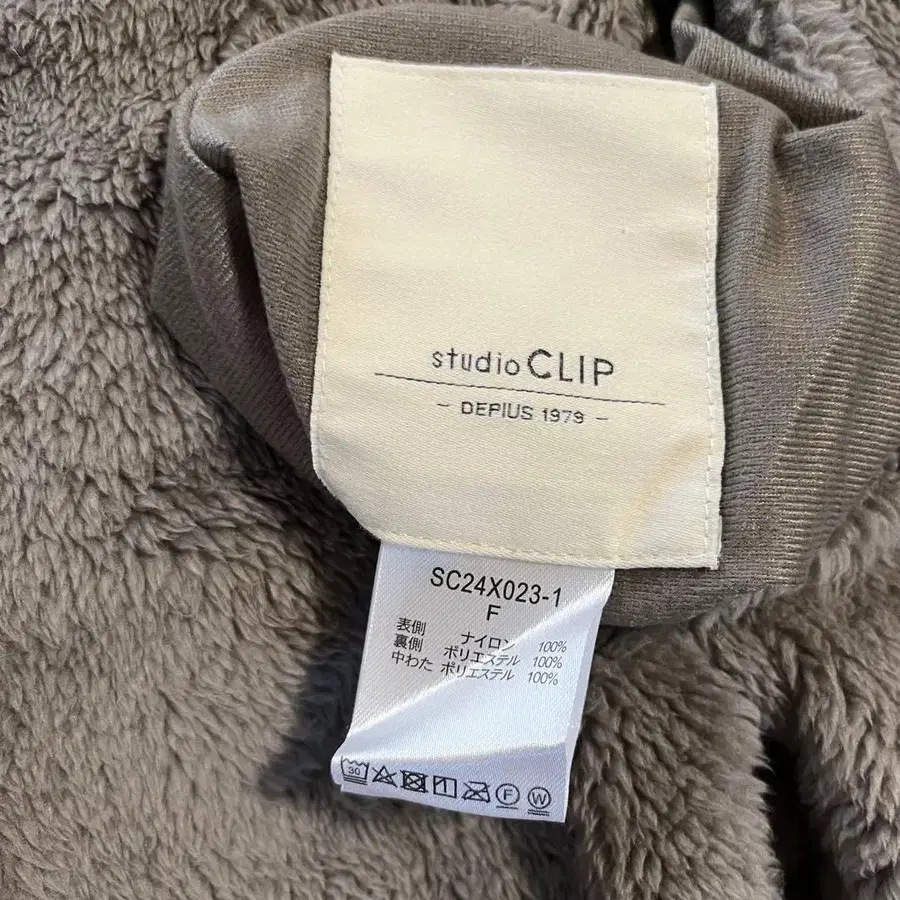 studio CLIP
- DEPIUS 1979 -
SC24X023-1
F
表側 ナイロン 100%
裏側 ポリエステル 100%
中わた ポリエステル 100%
30
F W